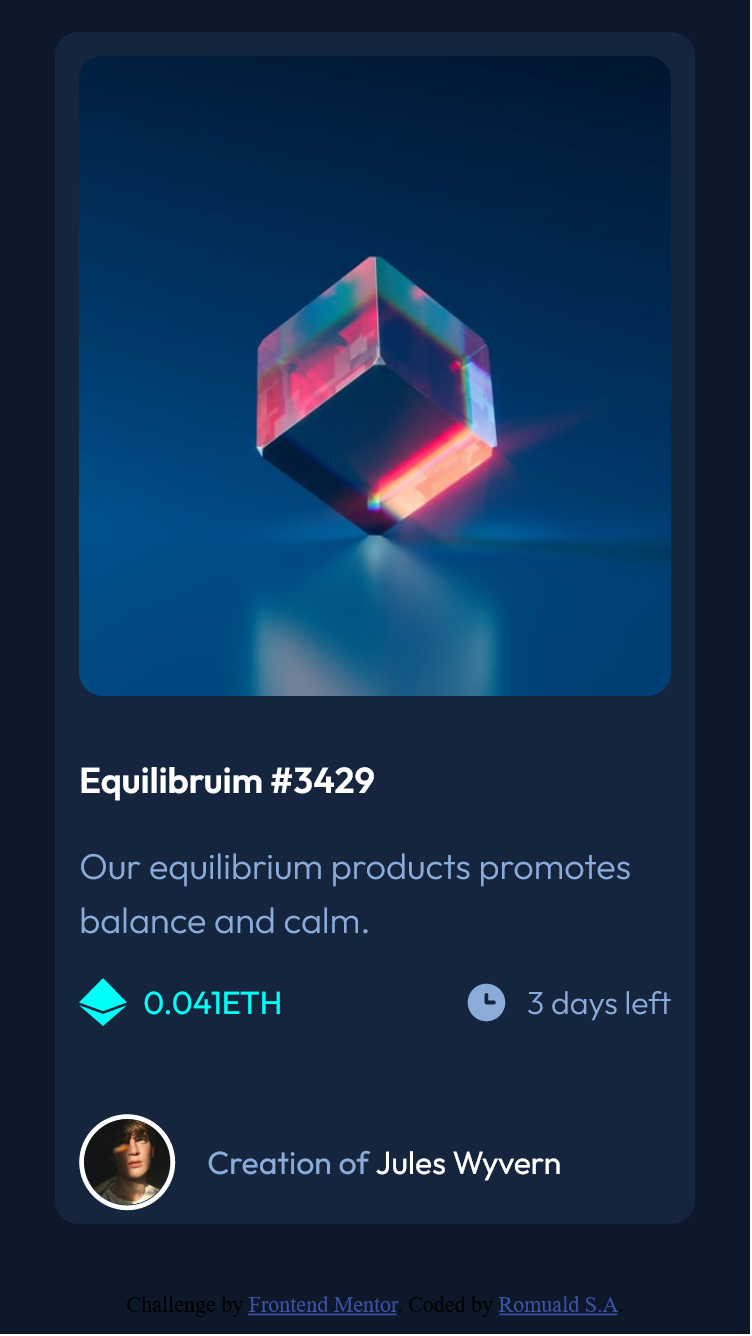 Equilibruim #3429
Our equilibrium products promotes
balance and calm.
0.041ETH
3 days left
Creation of Jules Wyvern
Challenge by Frontend Mentor. Coded by Romuald S.A.